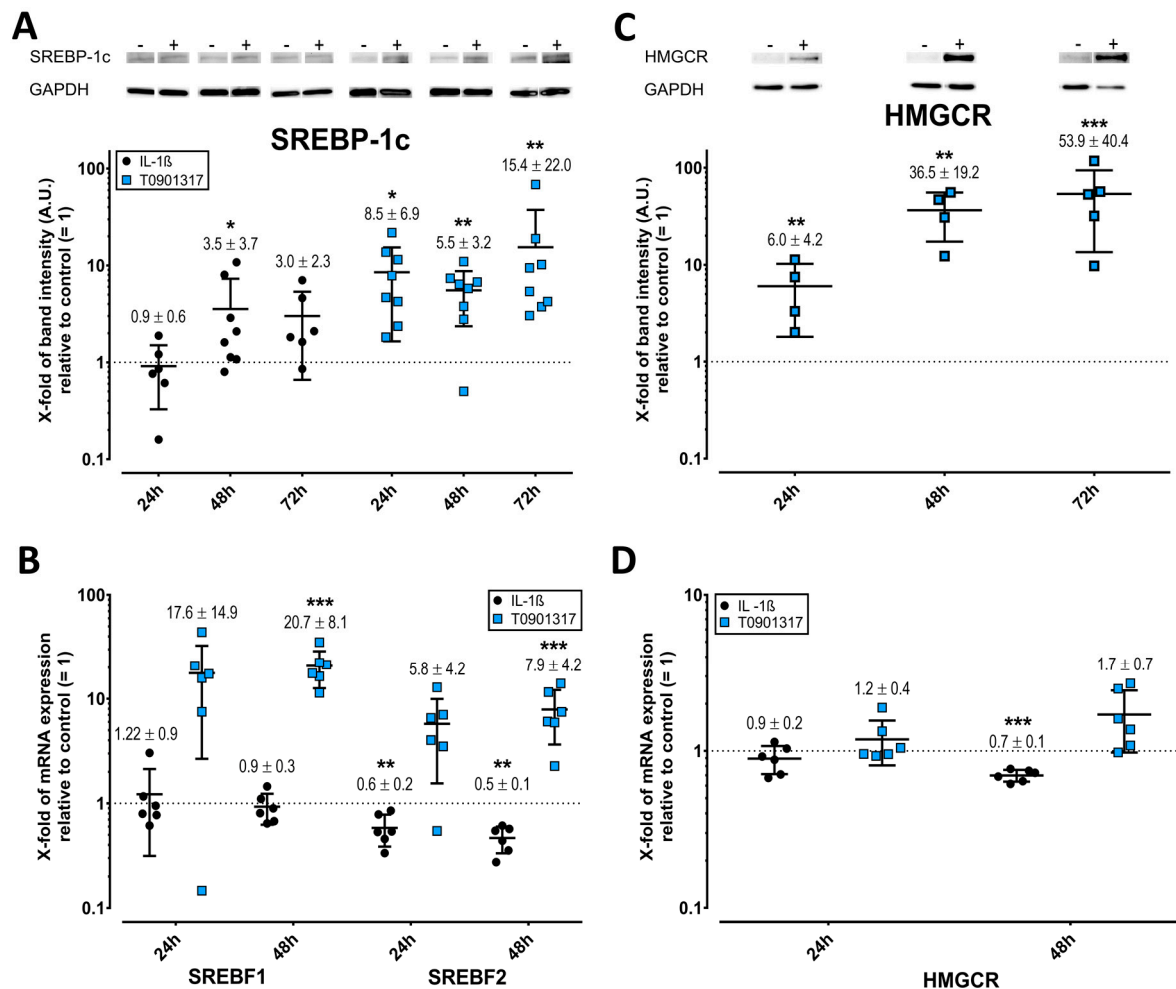 A
- + - + - + - + - + - +
SREBP-1c
GAPDH
SREBP-1c
IL-1ß
T0901317
X-fold of band intensity (A.U.)
relative to control (= 1)
100
10
1
0.1
0.9 ± 0.6
*
3.5 ± 3.7
3.0 ± 2.3
*
8.5 ± 6.9
**
5.5 ± 3.2
**
15.4 ± 22.0
24h
48h
72h
24h
48h
72h
C
- + - + - +
HMGCR
GAPDH
HMGCR
X-fold of band intensity (A.U.)
relative to control (= 1)
100
10
1
0.1
**
6.0 ± 4.2
**
36.5 ± 19.2
***
53.9 ± 40.4
24h
48h
72h
B
IL-1ß
T0901317
X-fold of mRNA expression
relative to control (= 1)
100
10
1
0.1
1.22 ± 0.9
17.6 ± 14.9
0.9 ± 0.3
***
20.7 ± 8.1
**
0.6 ± 0.2
5.8 ± 4.2
**
0.5 ± 0.1
***
7.9 ± 4.2
24h
48h
24h
48h
SREBF1
SREBF2
D
IL -1ß
T0901317
X-fold of mRNA expression
relative to control (= 1)
10
1
0.1
0.9 ± 0.2
1.2 ± 0.4
***
0.7 ± 0.1
1.7 ± 0.7
24h
48h
HMGCR